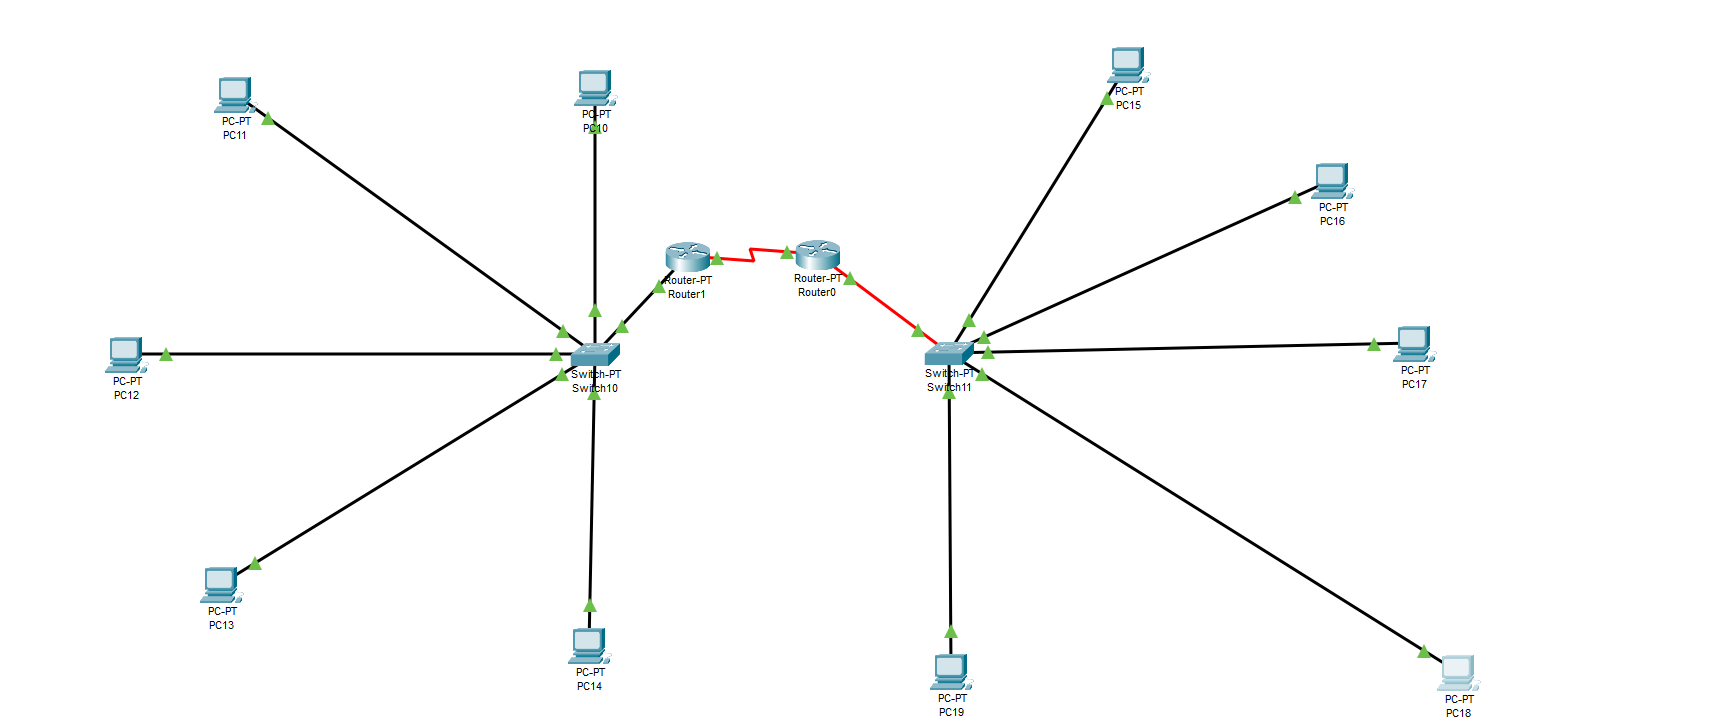 PC-PT
PC11
PC-PT
PC10
PC-PT
PC15
PC-PT
PC16
Router-PT
Router1
Router-PT
Router0
PC-PT
PC12
Switch-PT
Switch10
Switch-PT
Switch11
PC-PT
PC17
PC-PT
PC13
PC-PT
PC14
PC-PT
PC19
PC-PT
PC18